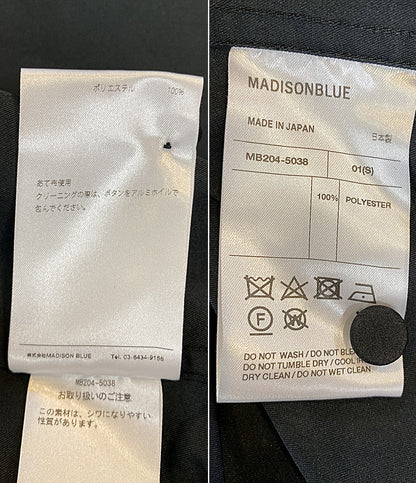 ポリエステル 100%
あて布使用
クリーニングの際は、ボタンをアルミホイルで
包んでください。
株式会社MADISON BLUE Tel. 03-6434-9166
MB204-5038
お取り扱いのご注意
この素材は、シワになりやすい
性質があります。
MADISONBLUE
MADE IN JAPAN 日本製
MB204-5038 01(S)
100% POLYESTER
F W
DO NOT WASH / DO NOT
DO NOT TUMBLE DRY / COOL
DRY CLEAN / DO NOT WET CLEAN